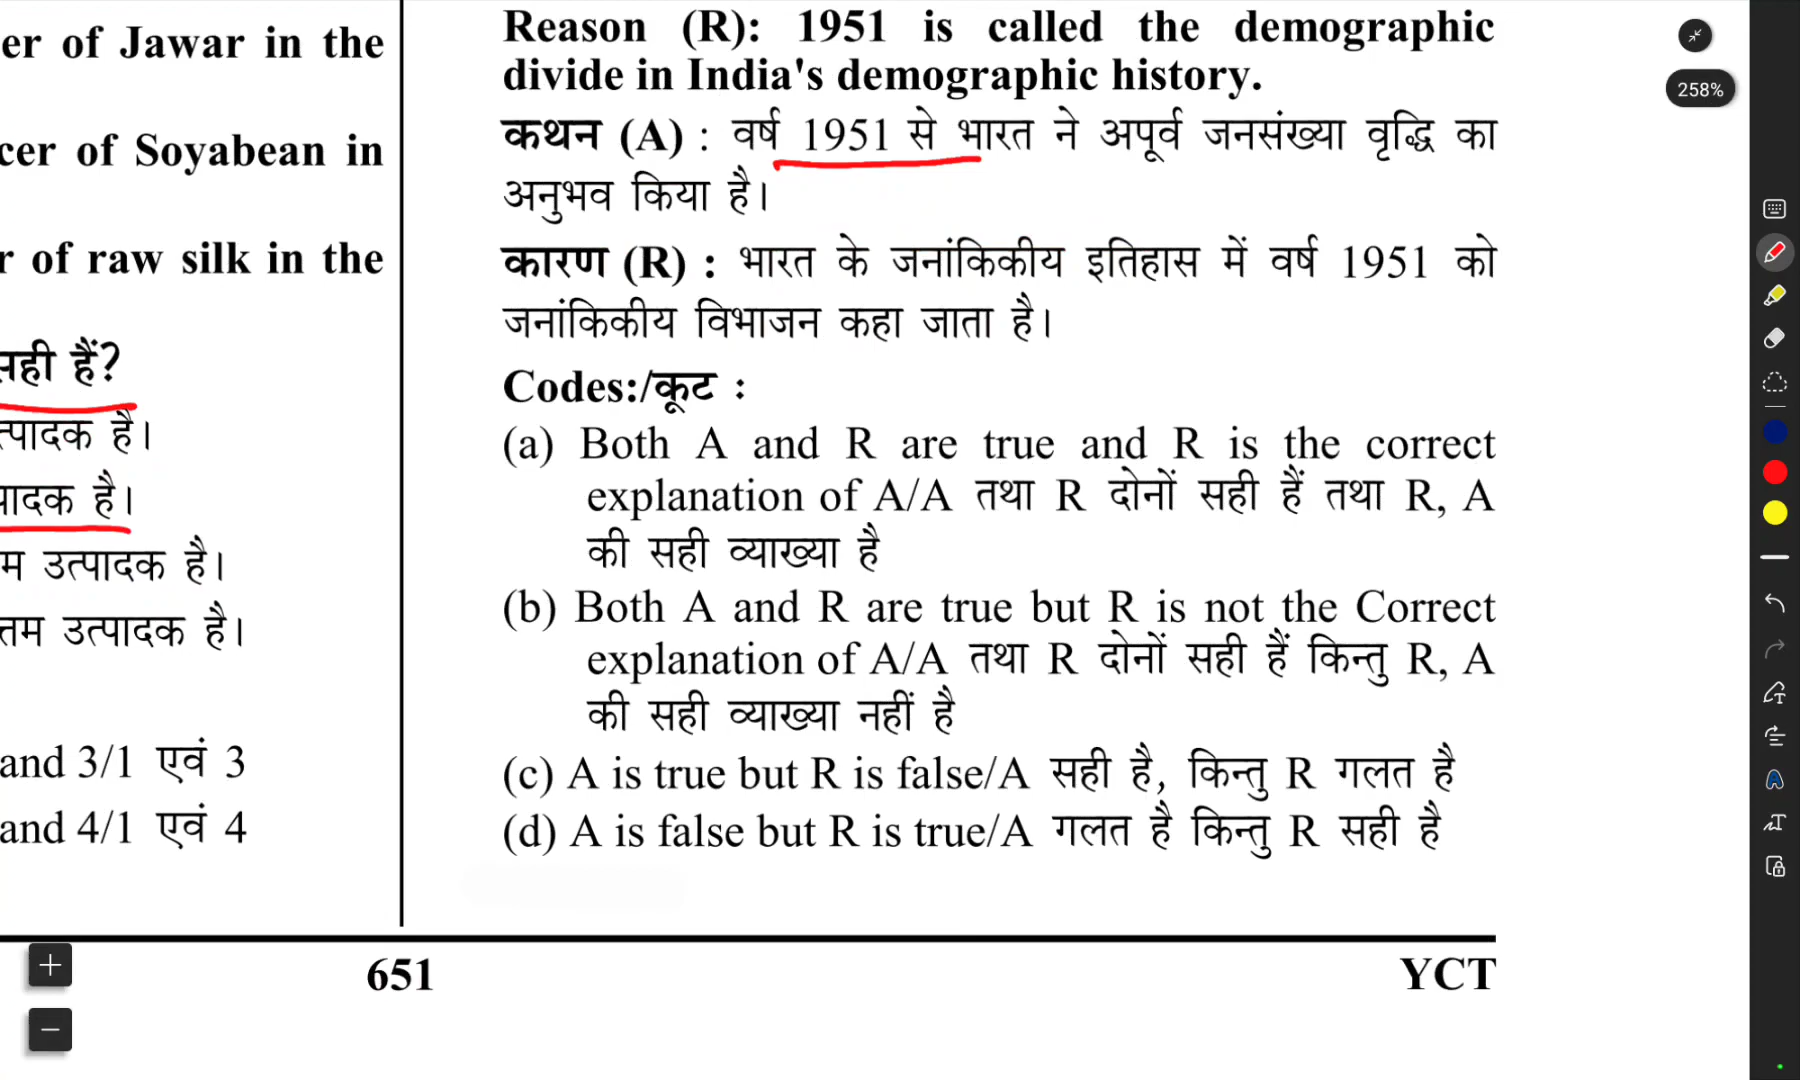 er of Jawar in the
cer of Soyabean in
r of raw silk in the
सही हैं?
त्पादक है।
पादक है।
म उत्पादक है।
त्तम उत्पादक है।
and 3/1 एवं 3
and 4/1 एवं 4
Reason (R): 1951 is called the demographic
divide in India's demographic history.
कथन (A) : वर्ष 1951 से भारत ने अपूर्व जनसंख्या वृद्धि का
अनुभव किया है।
कारण (R) : भारत के जनांकिकीय इतिहास में वर्ष 1951 को
जनांकिकीय विभाजन कहा जाता है।
Codes:/कूट :
(a) Both A and R are true and R is the correct
explanation of A/A तथा R दोनों सही हैं तथा R, A
की सही व्याख्या है
(b) Both A and R are true but R is not the Correct
explanation of A/A तथा R दोनों सही हैं किन्तु R, A
की सही व्याख्या नहीं है
(c) A is true but R is false/A सही है, किन्तु R गलत है
(d) A is false but R is true/A गलत है किन्तु R सही है
651
YCT
258%